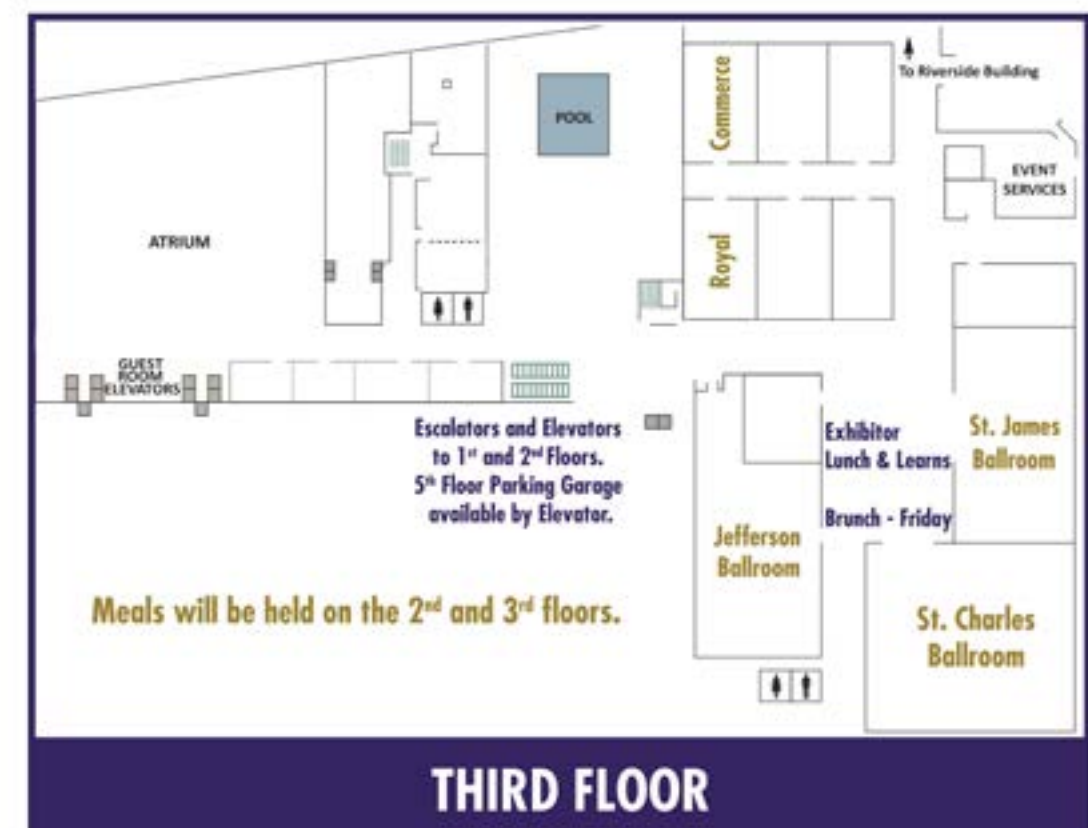 Commerce
To Riverside Building
POOL
EVENT
SERVICES
ATRIUM
Royal
GUEST
ROOM
ELEVATORS
Escalators and Elevators
to 1st and 2nd Floors.
5th Floor Parking Garage
available by Elevator.
Exhibitor
Lunch & Learns
St. James
Ballroom
Brunch - Friday
Jefferson
Ballroom
Meals will be held on the 2nd and 3rd floors.
St. Charles
Ballroom
THIRD FLOOR